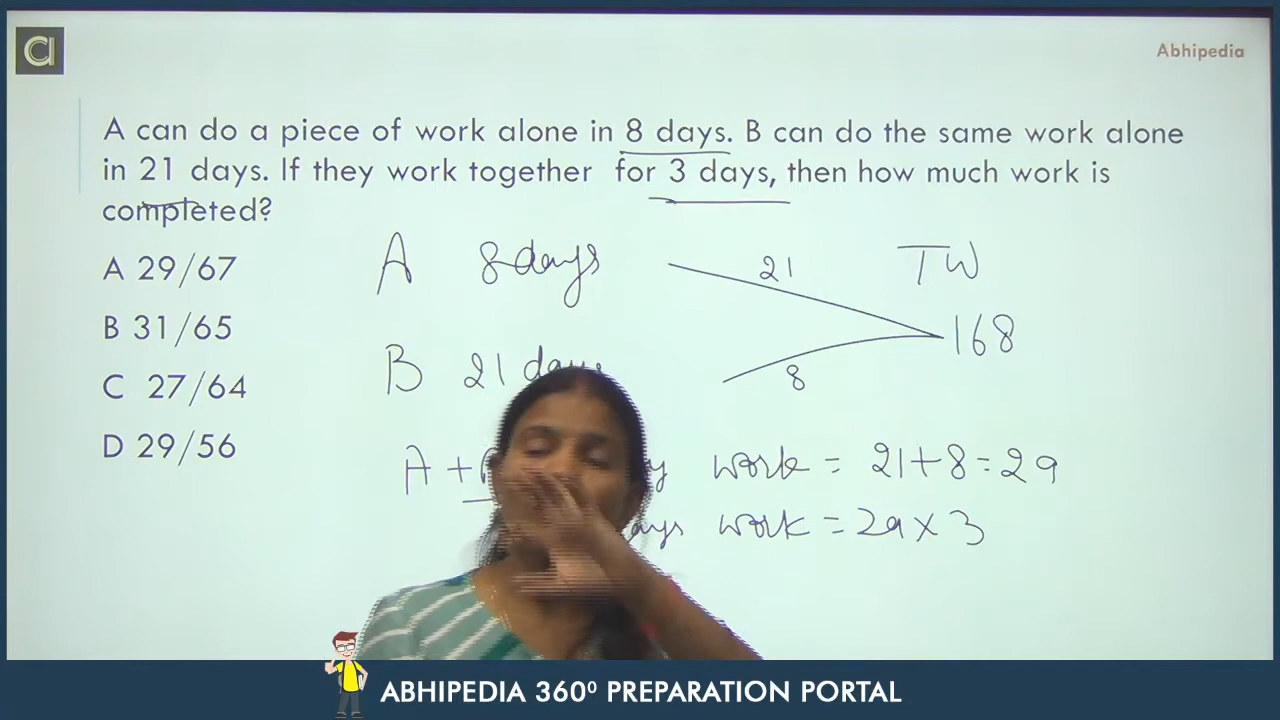 Abhipedia
A can do a piece of work alone in 8 days. B can do the same work alone
in 21 days. If they work together for 3 days, then how much work is
completed?
A 29/67
B 31/65
C 27/64
D 29/56
A 8 days 21 TW
168
B 21 days 8
A + work = 21+8=29
work = 29 x 3
ABHIPEDIA 360⁰ PREPARATION PORTAL